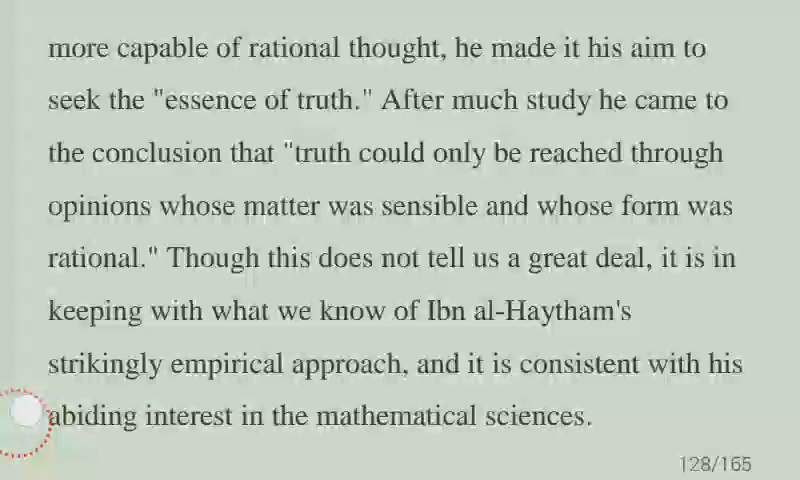 more capable of rational thought, he made it his aim to
seek the "essence of truth." After much study he came to
the conclusion that "truth could only be reached through
opinions whose matter was sensible and whose form was
rational." Though this does not tell us a great deal, it is in
keeping with what we know of Ibn al-Haytham's
strikingly empirical approach, and it is consistent with his
abiding interest in the mathematical sciences.
128/165